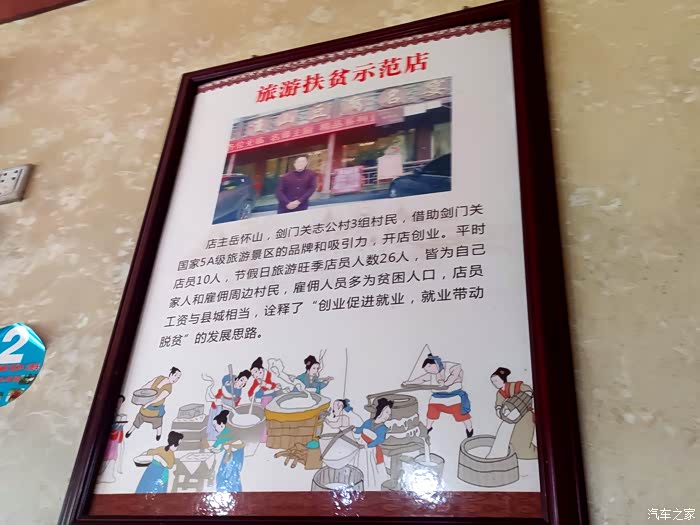 旅游扶贫示范店
店主岳怀山，剑门关志公村3组村民，借助剑门关
国家5A级旅游景区的品牌和吸引力，开店创业。平时
店员10人，节假日旅游旺季店员人数26人，皆为自己
家人和雇佣周边村民，雇佣人员多为贫困人口，店员
工资与县城相当，诠释了“创业促进就业，就业带动
脱贫”的发展思路。
2
汽车之家